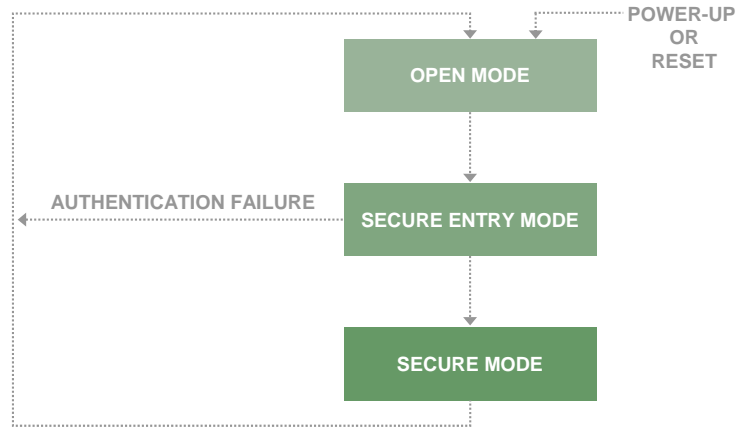 POWER-UP
OR
RESET
OPEN MODE
AUTHENTICATION FAILURE
SECURE ENTRY MODE
SECURE MODE